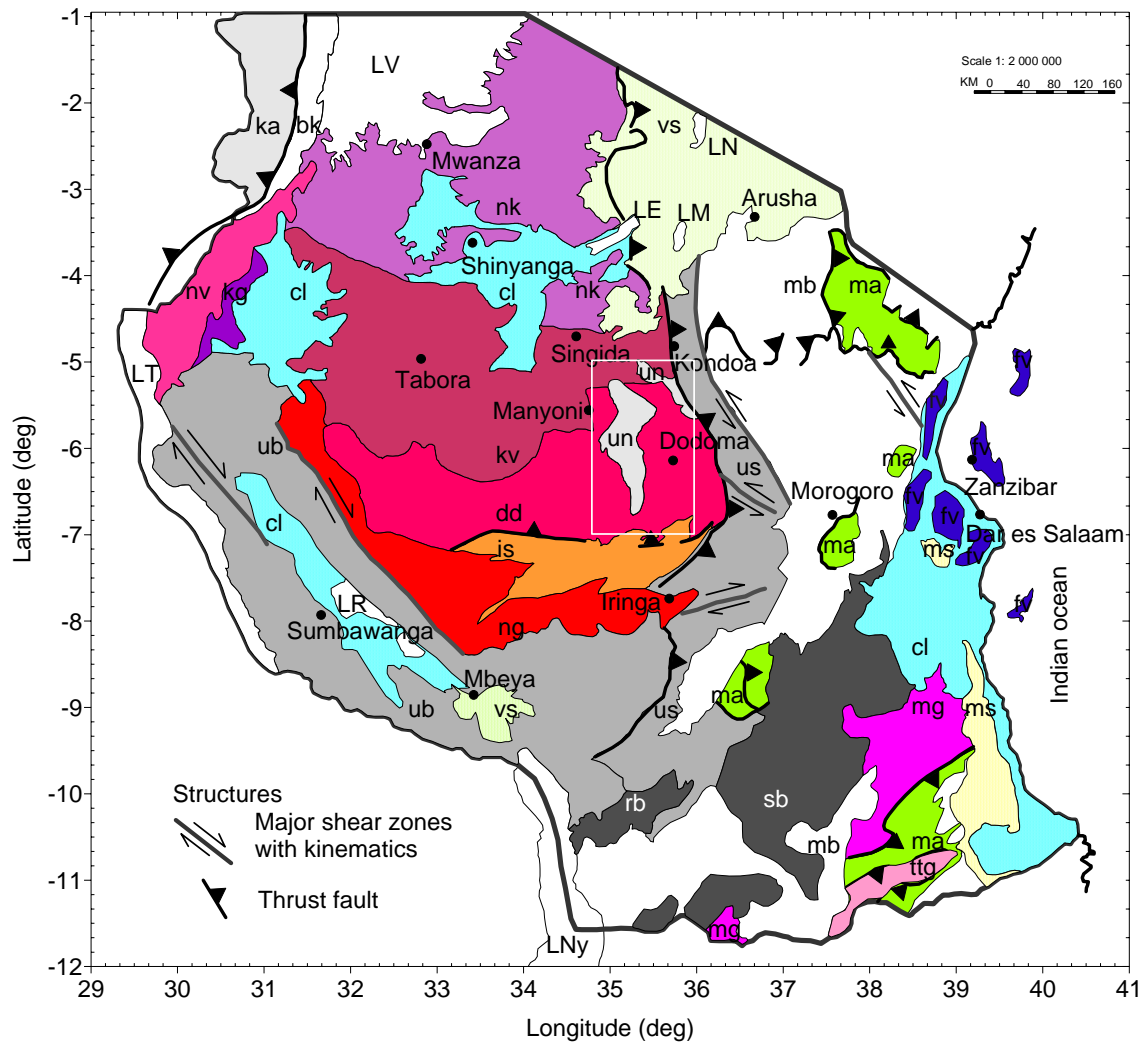 Scale 1: 2 000 000
KM 0 40 80 120 160
-1
LV
-2
ka
bk
vs
LN
Mwanza
-3
nk
LE
LM
Arusha
Shinyanga
-4
nv
kg
cl
cl
nk
mb
ma
Singida
Kondoa
-5
LT
Tabora
un
fv
fv
Manyoni
un
Dodoma
fv
-6
ub
kv
us
ma
Morogoro
fv
Zanzibar
cl
dd
fv
-7
is
ma
ms
Dar es Salaam
fv
LR
Iringa
fv
-8
Sumbawanga
ng
cl
Mbeya
ma
mg
-9
ub
vs
us
ms
Indian ocean
Latitude (deg)
-10
Structures
rb
sb
Major shear zones
with kinematics
mb
ma
ttg
-11
Thrust fault
mg
LNy
-12
29 30 31 32 33 34 35 36 37 38 39 40 41
Longitude (deg)